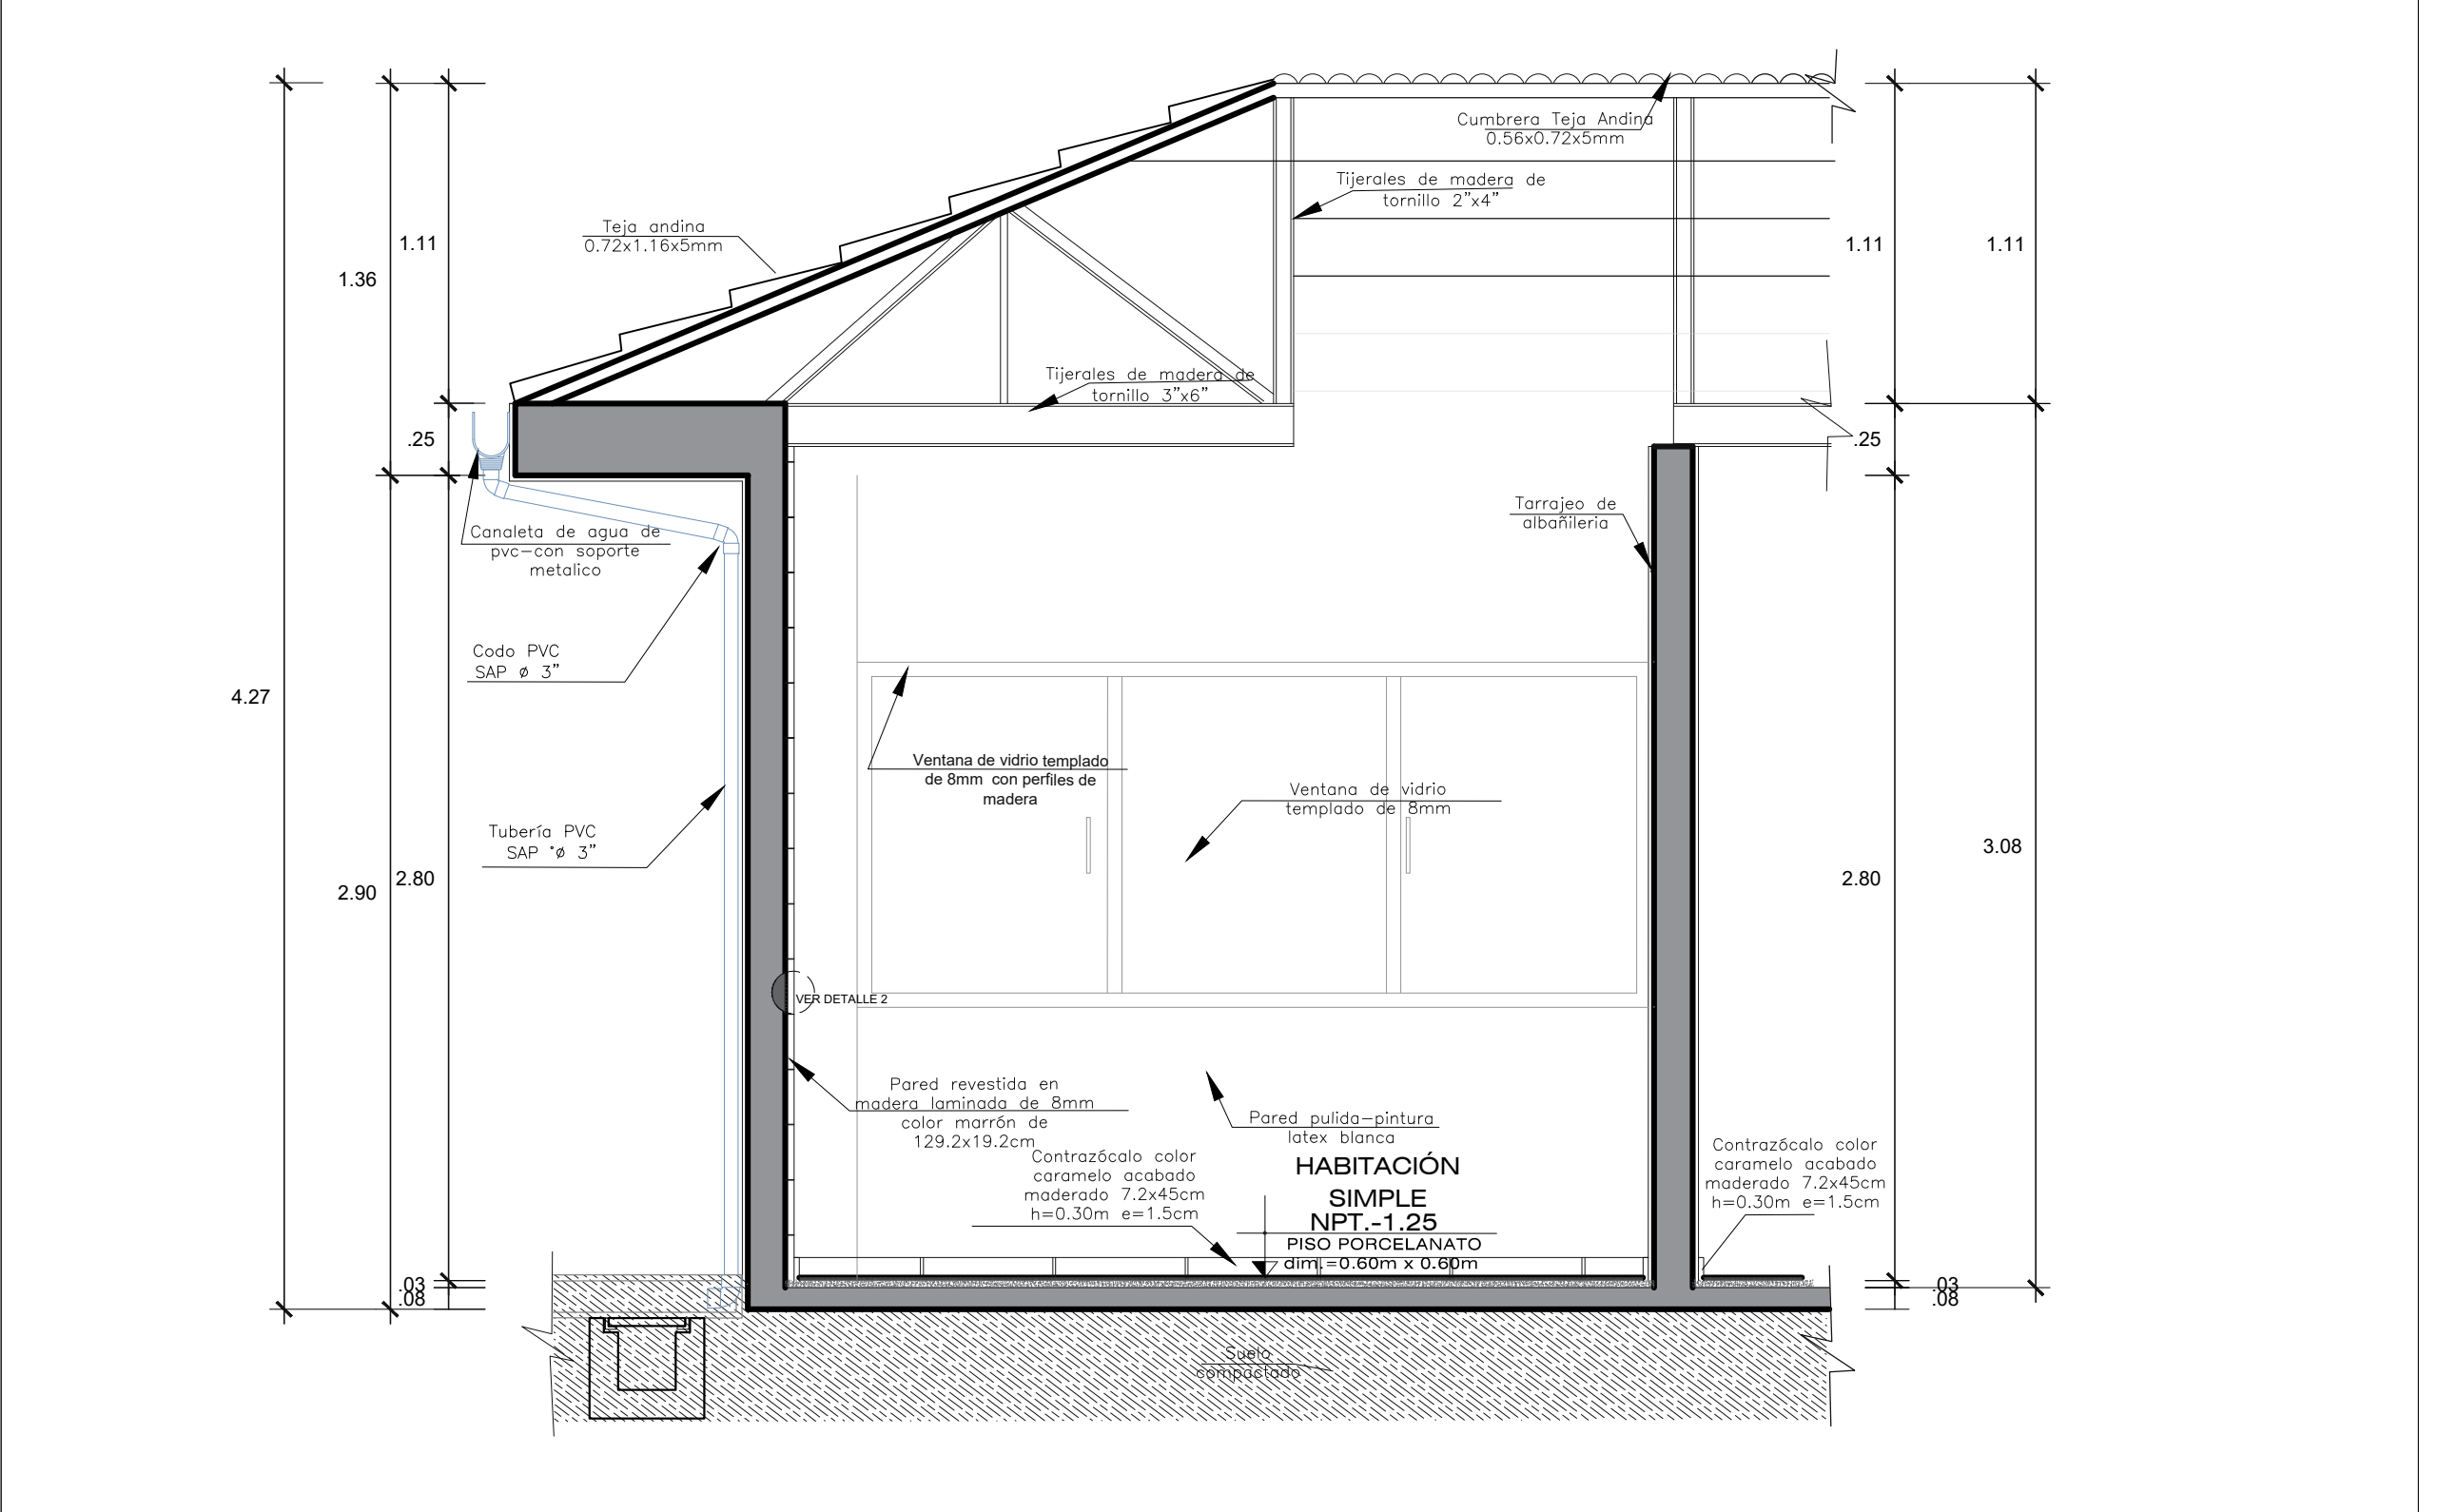 Cumbrera Teja Andina
0.56x0.72x5mm
Tijerales de madera de
tornillo 2”x4”
Teja andina
0.72x1.16x5mm
1.11
1.36
1.11
1.11
Tijerales de madera de
tornillo 3”x6”
.25
.25
Tarrajeo de
albañileria
Canaleta de agua de
pvc-con soporte
metalico
Codo PVC
SAP ø 3”
4.27
Ventana de vidrio templado
de 8mm con perfiles de
madera
Ventana de vidrio
templado de 8mm
Tubería PVC
SAP °ø 3”
2.90
2.80
2.80
3.08
VER DETALLE 2
Pared revestida en
madera laminada de 8mm
color marrón de
129.2x19.2cm
Pared pulida-pintura
latex blanca
Contrazócalo color
caramelo acabado
maderado 7.2x45cm
h=0.30m e=1.5cm
HABITACIÓN
SIMPLE
NPT.-1.25
PISO PORCELANATO
dim.=0.60m x 0.60m
Contrazócalo color
caramelo acabado
maderado 7.2x45cm
h=0.30m e=1.5cm
.03
.08
.03
.08
Suelo
compactado